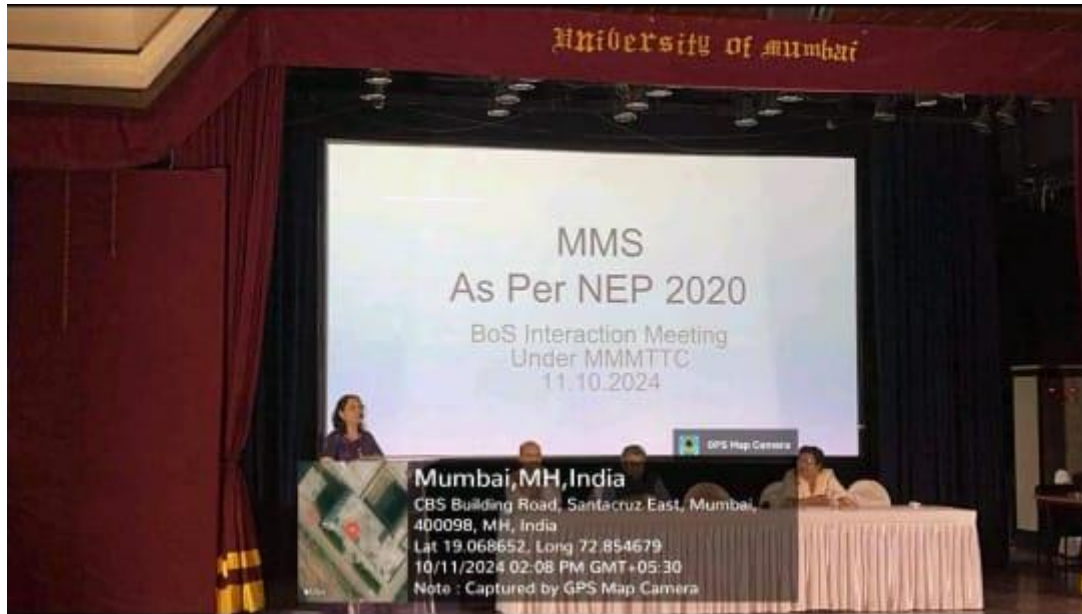 University of mumbai
MMS
As Per NEP 2020
BoS Interaction Meeting
Under MMMTTC
11.10.2024
GPS Map Camera
Mumbai,MH,India
CBS Building Road, Santacruz East, Mumbai,
400098, MH, India
Lat 19.068652, Long 72.854679
10/11/2024 02:08 PM GMT+05:30
Note : Captured by GPS Map Camera